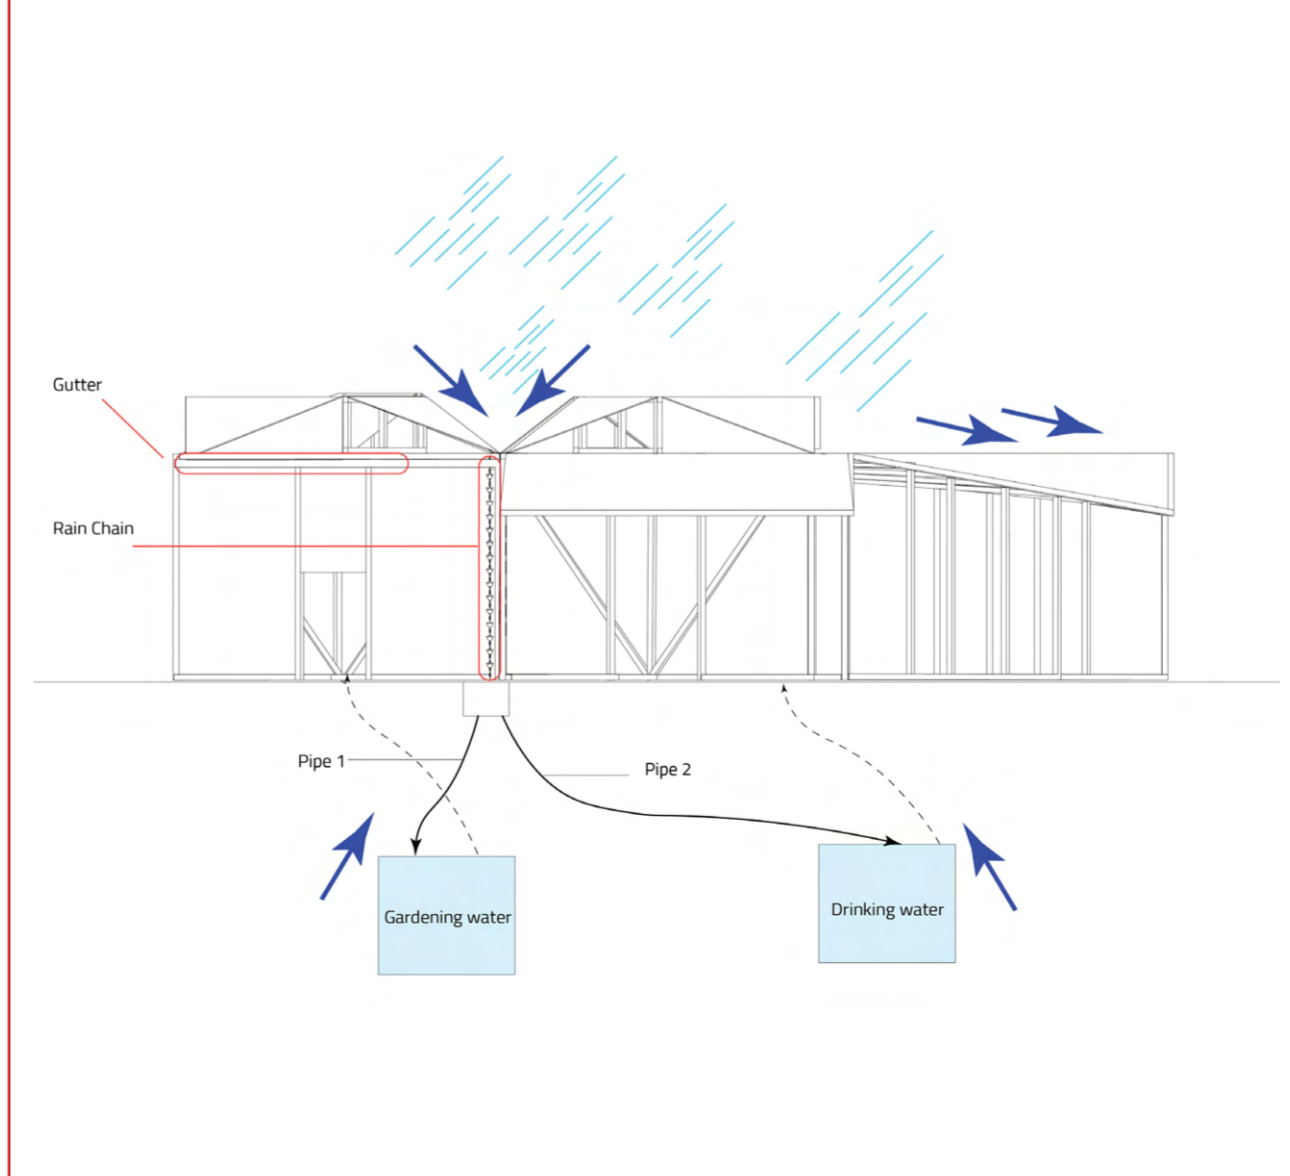 Gutter
Rain Chain
Pipe 1
Pipe 2
Gardening water
Drinking water